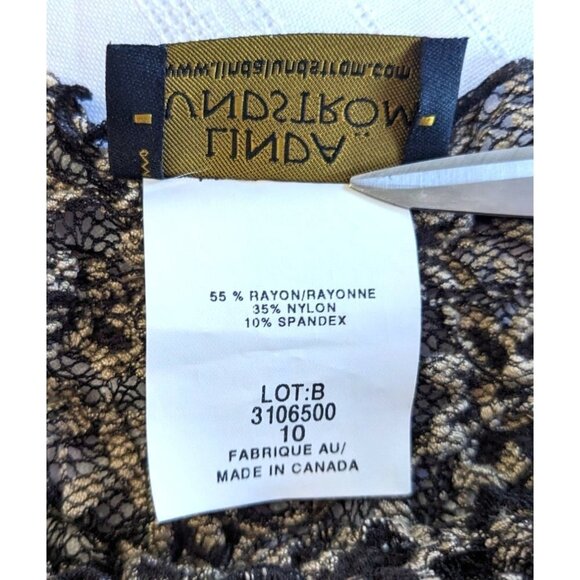 LINDA
LUNDSTRÖM
www.lindalundstrom.com
55 % RAYON/RAYONNE
35% NYLON
10% SPANDEX
LOT:B
3106500
10
FABRIQUE AU/
MADE IN CANADA